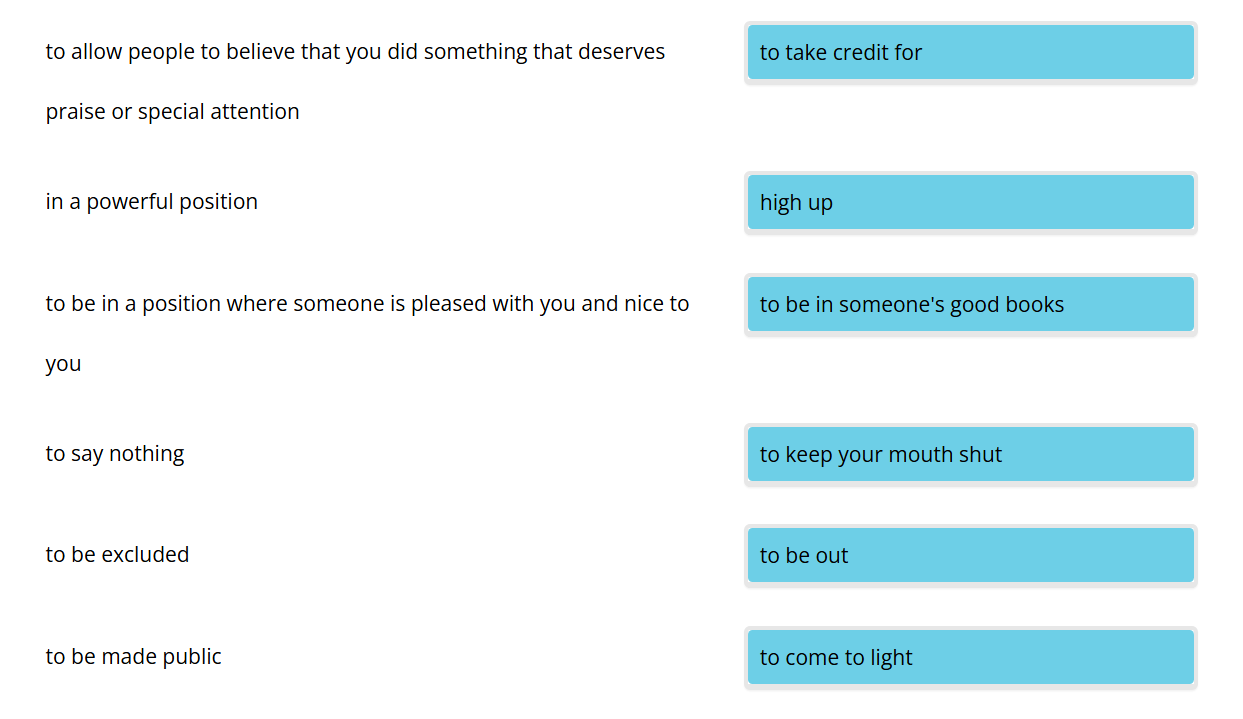 to allow people to believe that you did something that deserves
praise or special attention
to take credit for
in a powerful position
high up
to be in a position where someone is pleased with you and nice to
you
to be in someone's good books
to say nothing
to keep your mouth shut
to be excluded
to be out
to be made public
to come to light